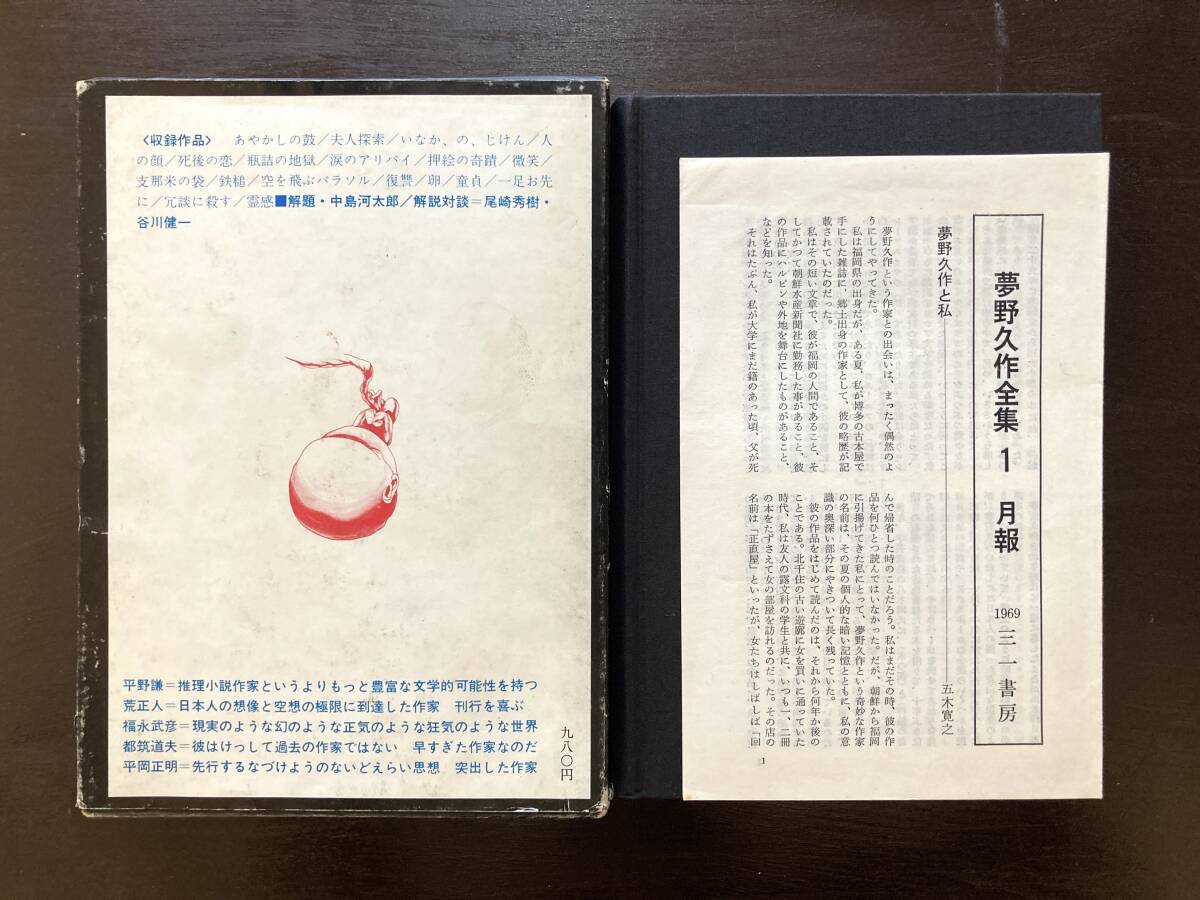 〈収録作品〉 あやかしの鼓/夫人探索/いなか、の、じけん/人
の顔/死後の恋/瓶詰の地獄/涙のアリバイ/押絵の奇蹟/微笑/
支那米の袋/鉄槌/空を飛ぶパラソル/復讐/卵/童貞/一足お先
に/冗談に殺す/霊感■解題・中島河太郎/解説対談=尾崎秀樹・
谷川健一
平野謙=推理小説作家というよりもっと豊富な文学的可能性を持つ
荒正人=日本人の想像と空想の極限に到達した作家 刊行を喜ぶ
福永武彦=現実のような幻のような正気のような狂気のような世界
都筑道夫=彼はけっして過去の作家ではない 早すぎた作家なのだ
平岡正明=先行するなづけようのないどえらい思想 突出した作家
九八〇円
夢野久作全集 1 月報
1969 三一書房
夢野久作と私
五木寛之
夢野久作という作家との出会いは、まったく偶然のよ
うにしてやってきた。
私は福岡県の出身だが、ある夏、私が博多の古本屋で
手にした雑誌に、郷土出身の作家として、彼の略歴が記
載されていたのだった。
私はその短い文章で、彼が福岡の人間であること、そ
してかつて朝鮮水産新聞社に勤務した事があること、彼
の作品にハルピンや外地を舞台にしたものがあること、
などを知った。
それはたぶん、私が大学にまだ籍のあった頃、父が死
んで帰省した時のことだろう。私はまだその時、彼の作
品を何ひとつ読んではいなかった。だが、朝鮮から福岡
に引揚げてきた私にとって、夢野久作という奇妙な作家
の名前は、その夏の個人的な暗い記憶とともに、私の意
識の奥深い部分にやきついて長く残っていた。
彼の作品をはじめて読んだのは、それから何年か後の
ことである。北千住の古い遊廓に女を買いに通っていた
時代、私は友人の露文科の学生と共に、いつも一、二冊
の本をたずさえて女の部屋を訪れるのだった。その店の
名前は「正直屋」といったが、女たちはしばしば「回
1